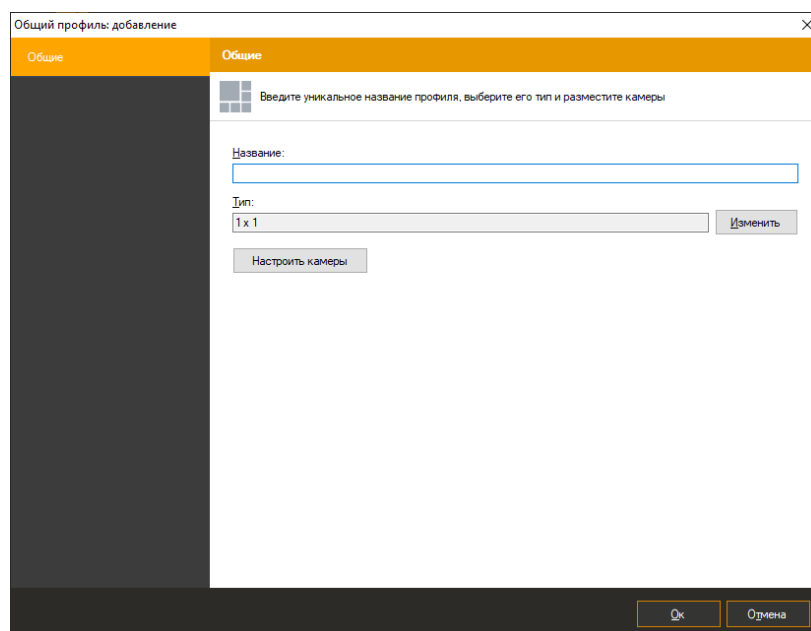 Общий профиль: добавление
Общие
Общие
Введите уникальное название профиля, выберите его тип и разместите камеры
Название:
Тип:
1 x 1
Изменить
Настроить камеры
Ок
Отмена